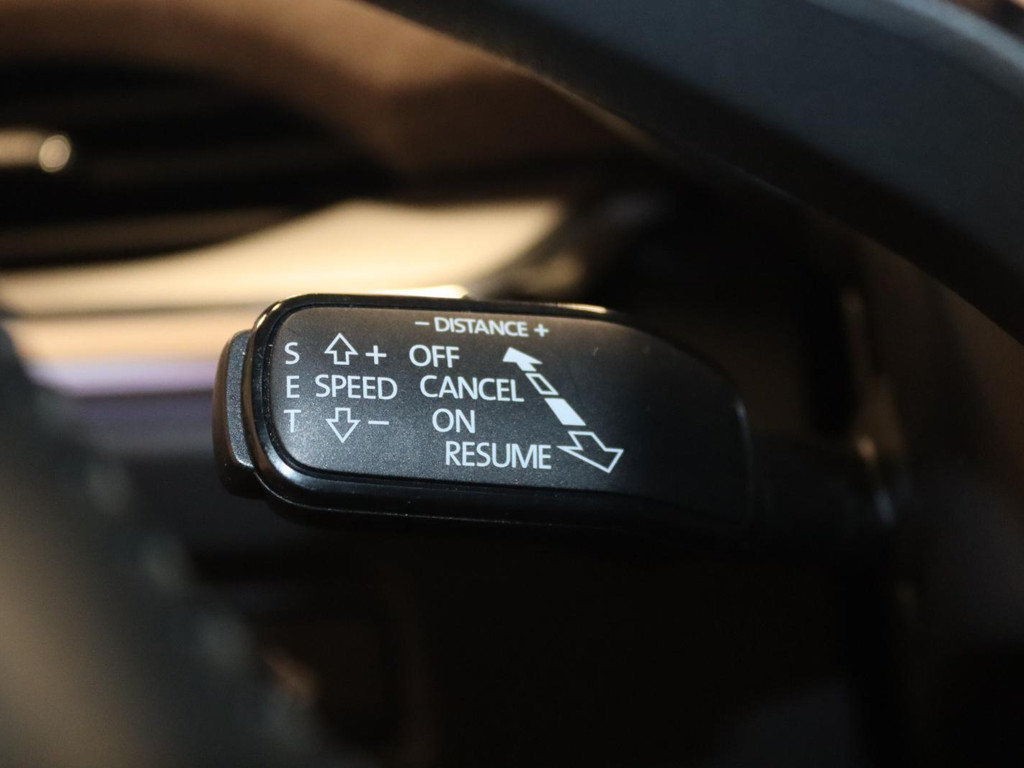 − DISTANCE +
S + OFF
E SPEED CANCEL
T − ON
RESUME